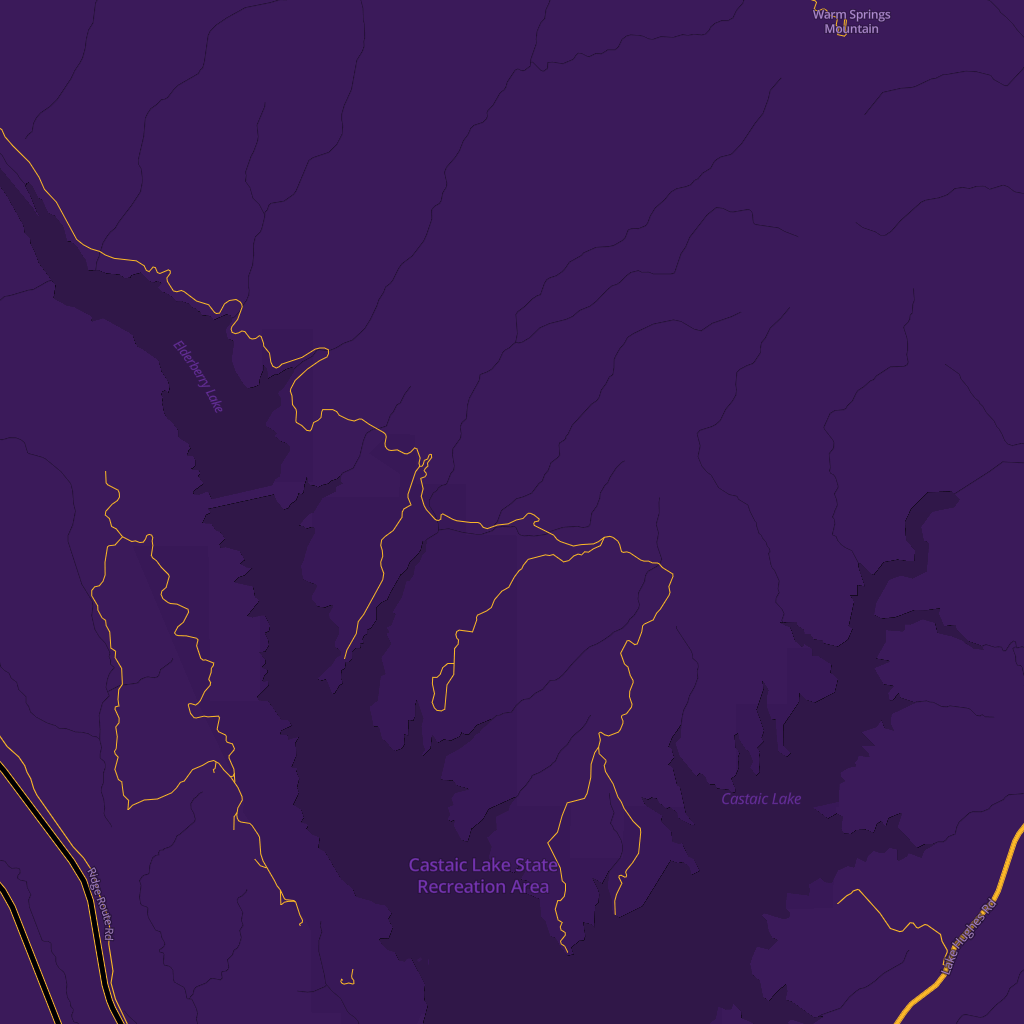 Warm Springs
Mountain
Elderberry Lake
Castaic Lake
Castaic Lake State
Recreation Area
Ridge Route Rd
Lake Hughes Rd